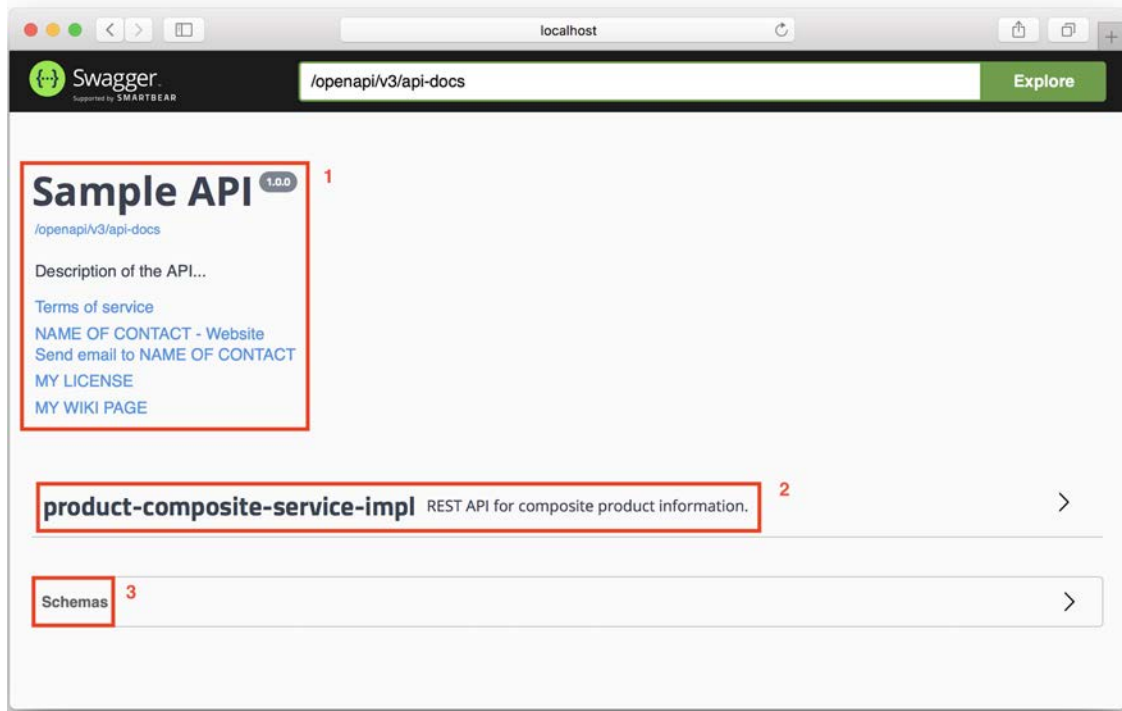 localhost
Swagger.
Supported by SMARTBEAR
/openapi/v3/api-docs
Explore
Sample API 1.0.0
1
/openapi/v3/api-docs
Description of the API...
Terms of service
NAME OF CONTACT - Website
Send email to NAME OF CONTACT
MY LICENSE
MY WIKI PAGE
product-composite-service-impl REST API for composite product information.
2
Schemas
3